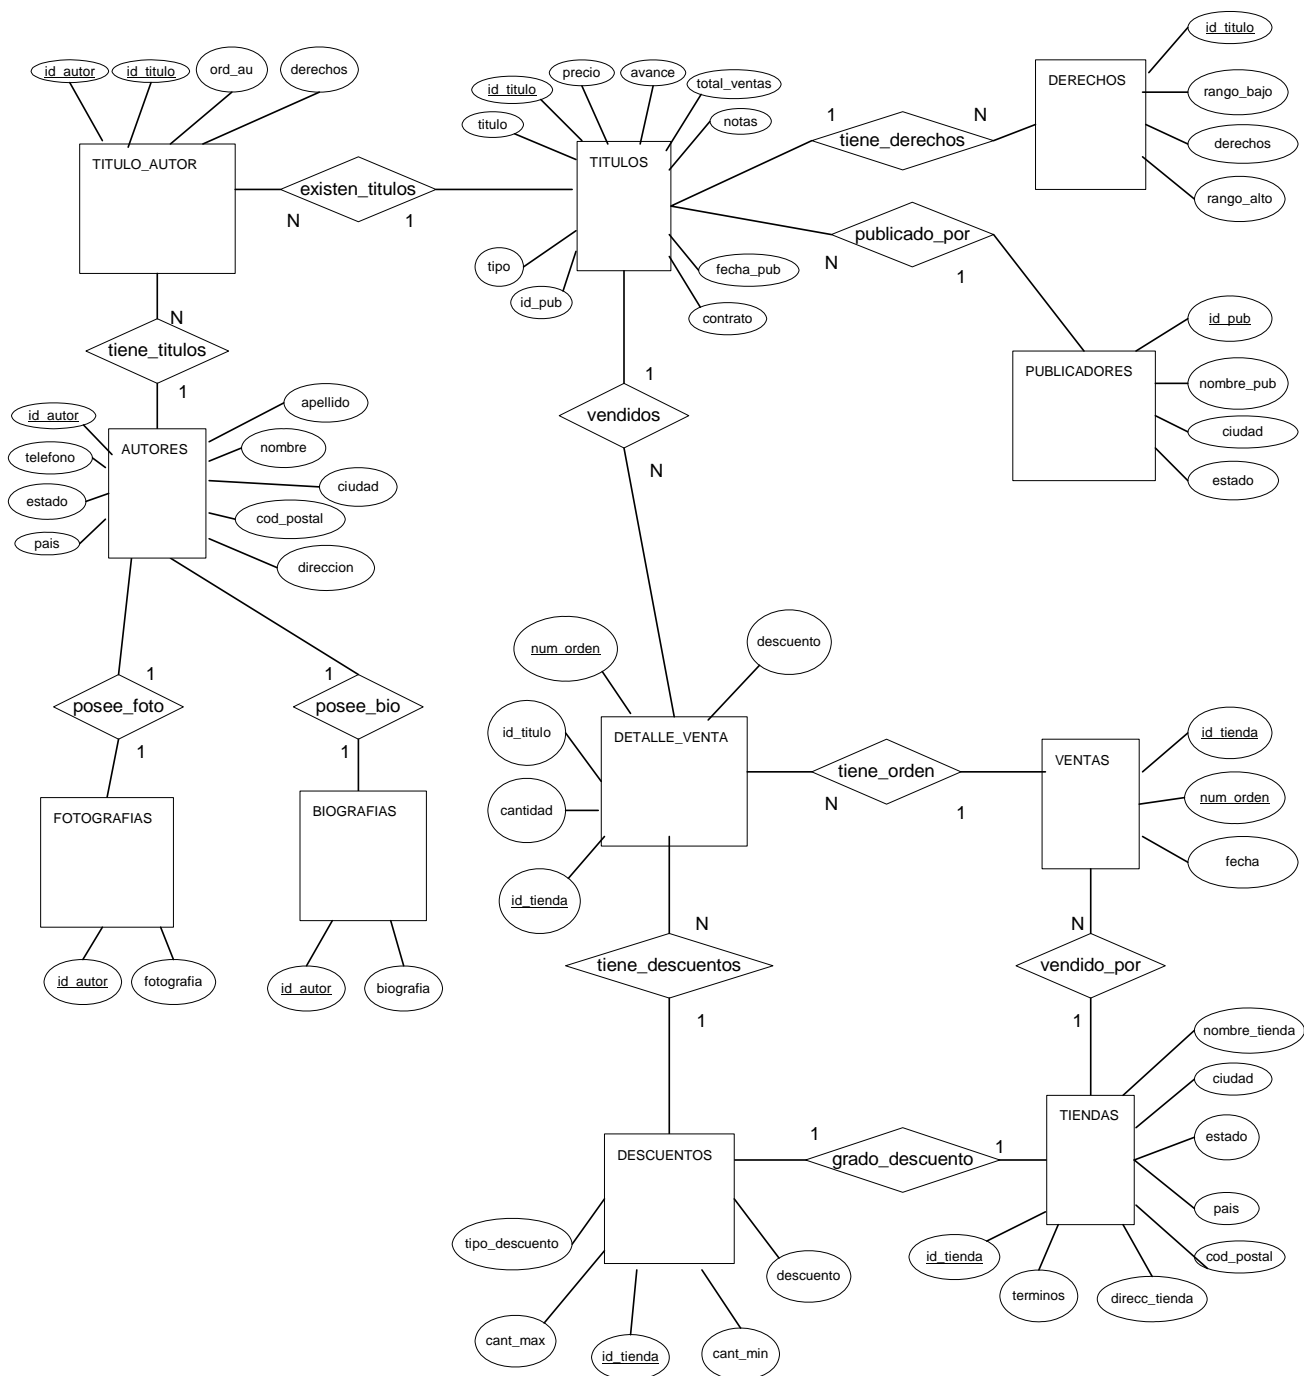 id_autor
id_titulo
ord_au
derechos
TITULO_AUTOR
existen_titulos
N
1
id_titulo
precio
avance
total_ventas
titulo
notas
TITULOS
tipo
id_pub
fecha_pub
contrato
1
N
tiene_derechos
DERECHOS
id_titulo
rango_bajo
derechos
rango_alto
publicado_por
N
1
PUBLICADORES
id_pub
nombre_pub
ciudad
estado
N
tiene_titulos
1
id_autor
apellido
AUTORES
nombre
telefono
ciudad
estado
cod_postal
pais
direccion
1
vendidos
N
1
posee_foto
1
1
posee_bio
1
FOTOGRAFIAS
id_autor
fotografia
BIOGRAFIAS
id_autor
biografia
num_orden
descuento
id_titulo
DETALLE_VENTA
cantidad
id_tienda
tiene_orden
N
1
VENTAS
id_tienda
num_orden
fecha
N
tiene_descuentos
1
N
vendido_por
1
nombre_tienda
ciudad
TIENDAS
estado
pais
cod_postal
id_tienda
terminos
direcc_tienda
1
1
grado_descuento
DESCUENTOS
tipo_descuento
descuento
cant_max
id_tienda
cant_min